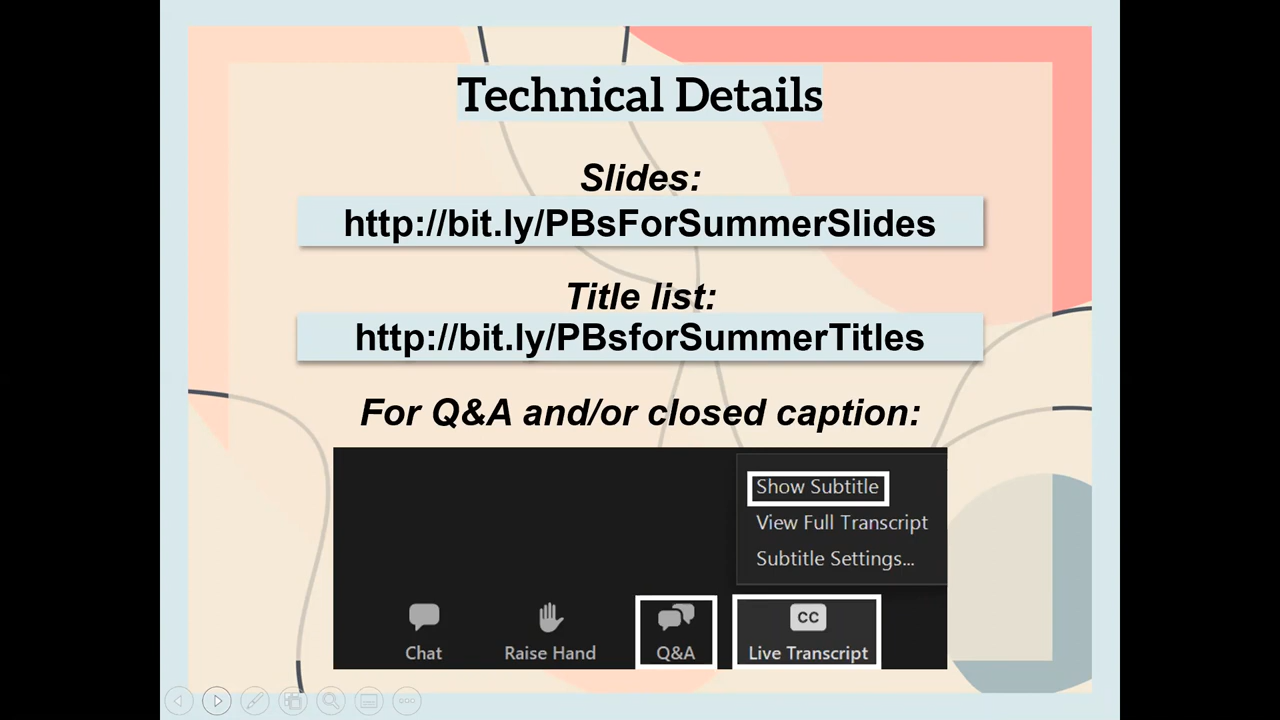 Technical Details
Slides:
http://bit.ly/PBsForSummerSlides
Title list:
http://bit.ly/PBsforSummerTitles
For Q&A and/or closed caption:
Show Subtitle
View Full Transcript
Subtitle Settings...
CC
Chat Raise Hand Q&A Live Transcript